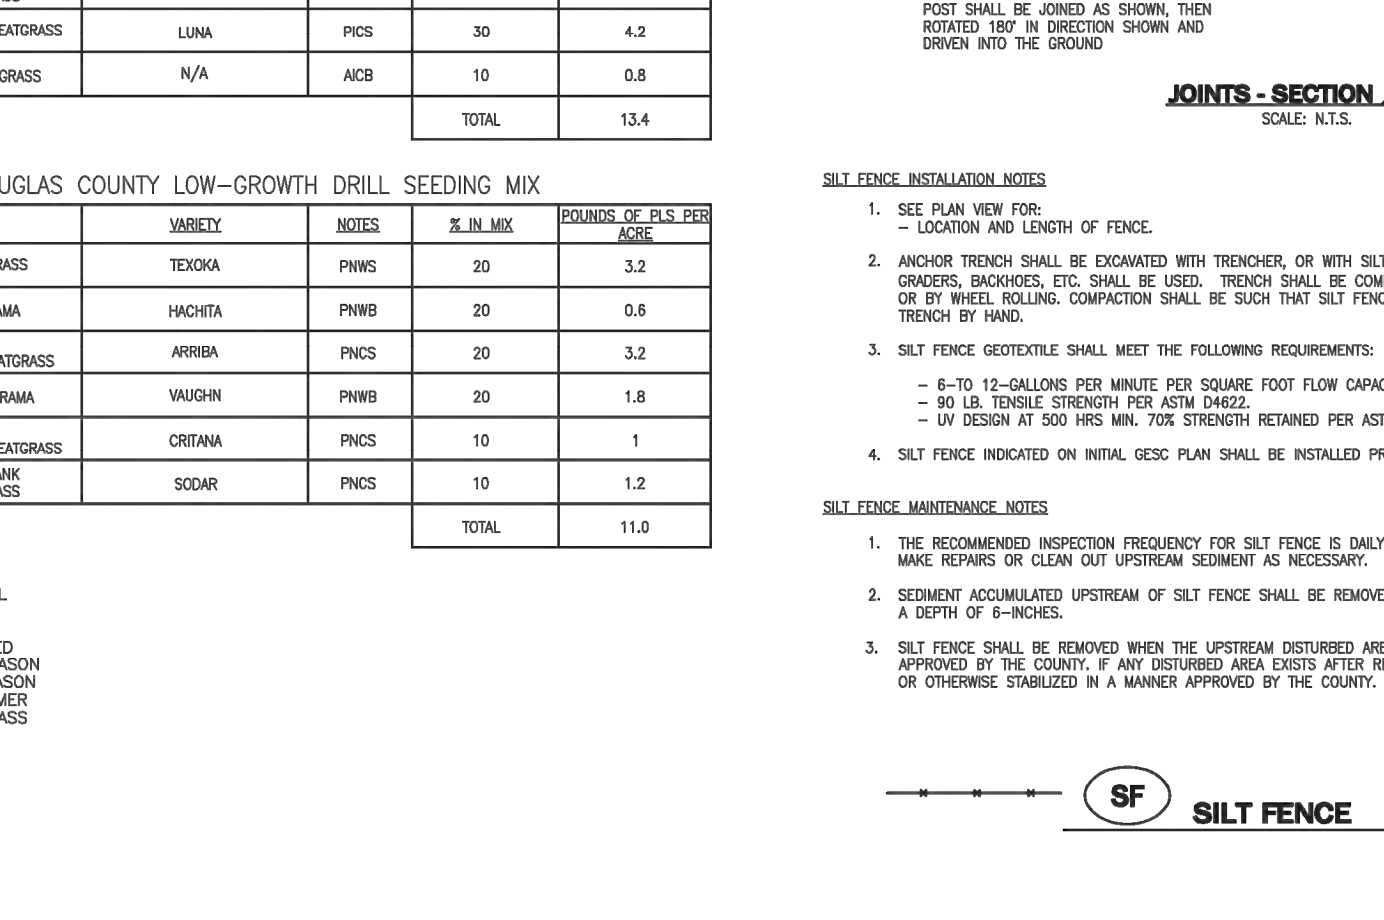 EATGRASS LUNA PICS 30 4.2
GRASS N/A AICB 10 0.8
TOTAL 13.4
UGLAS COUNTY LOW-GROWTH DRILL SEEDING MIX
VARIETY NOTES % IN MIX POUNDS OF PLS PER
ACRE
RASS TEXOKA PNWS 20 3.2
AMA HACHITA PNWB 20 0.6
ATGRASS ARRIBA PNCS 20 3.2
RAMA VAUGHN PNWB 20 1.8
EATGRASS CRITANA PNCS 10 1
ANK
ASS SODAR PNCS 10 1.2
TOTAL 11.0
L
ED
ASON
ASON
MER
ASS
POST SHALL BE JOINED AS SHOWN, THEN
ROTATED 180° IN DIRECTION SHOWN AND
DRIVEN INTO THE GROUND
JOINTS - SECTION
SCALE: N.T.S.
SILT FENCE INSTALLATION NOTES
1. SEE PLAN VIEW FOR:
– LOCATION AND LENGTH OF FENCE.
2. ANCHOR TRENCH SHALL BE EXCAVATED WITH TRENCHER, OR WITH SILT
GRADERS, BACKHOES, ETC. SHALL BE USED. TRENCH SHALL BE COM
OR BY WHEEL ROLLING. COMPACTION SHALL BE SUCH THAT SILT FENC
TRENCH BY HAND.
3. SILT FENCE GEOTEXTILE SHALL MEET THE FOLLOWING REQUIREMENTS:
– 6-TO 12-GALLONS PER MINUTE PER SQUARE FOOT FLOW CAPAC
– 90 LB. TENSILE STRENGTH PER ASTM D4622.
– UV DESIGN AT 500 HRS MIN. 70% STRENGTH RETAINED PER AST
4. SILT FENCE INDICATED ON INITIAL GESC PLAN SHALL BE INSTALLED PR
SILT FENCE MAINTENANCE NOTES
1. THE RECOMMENDED INSPECTION FREQUENCY FOR SILT FENCE IS DAILY
MAKE REPAIRS OR CLEAN OUT UPSTREAM SEDIMENT AS NECESSARY.
2. SEDIMENT ACCUMULATED UPSTREAM OF SILT FENCE SHALL BE REMOVE
A DEPTH OF 6-INCHES.
3. SILT FENCE SHALL BE REMOVED WHEN THE UPSTREAM DISTURBED ARE
APPROVED BY THE COUNTY. IF ANY DISTURBED AREA EXISTS AFTER RE
OR OTHERWISE STABILIZED IN A MANNER APPROVED BY THE COUNTY.
SF SILT FENCE